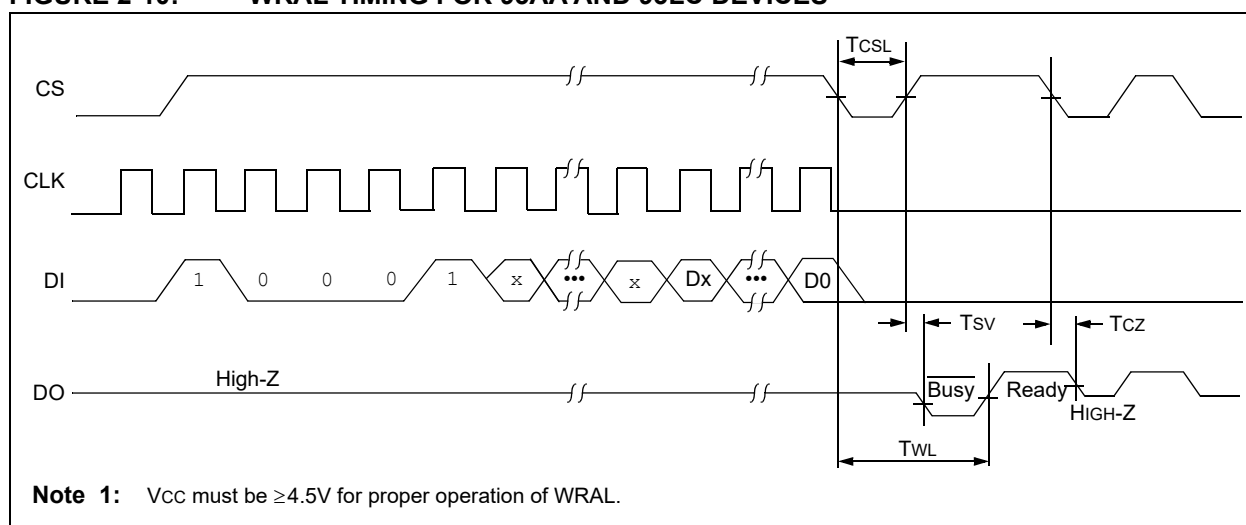 TCSL
CS
CLK
DI 1 0 0 0 1 x ••• x Dx ••• D0
TSV TCZ
High-Z
DO Busy Ready
HIGH-Z
TWL
Note 1: VCC must be ≥4.5V for proper operation of WRAL.